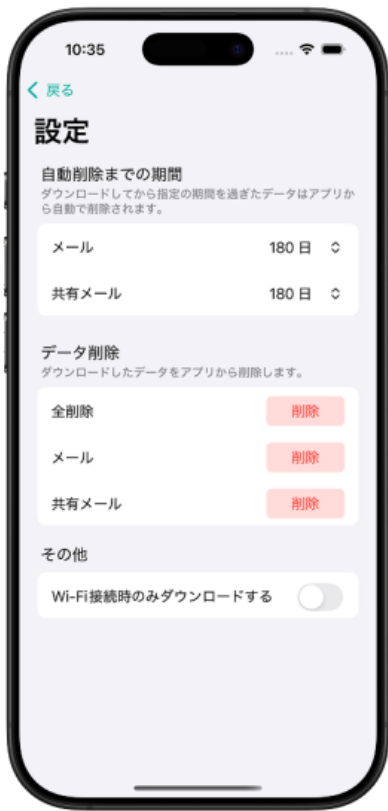 10:35
戻る
設定
自動削除までの期間
ダウンロードしてから指定の期間を過ぎたデータはアプリか
ら自動で削除されます。
メール 180 日
共有メール 180 日
データ削除
ダウンロードしたデータをアプリから削除します。
全削除 削除
メール 削除
共有メール 削除
その他
Wi-Fi接続時のみダウンロードする